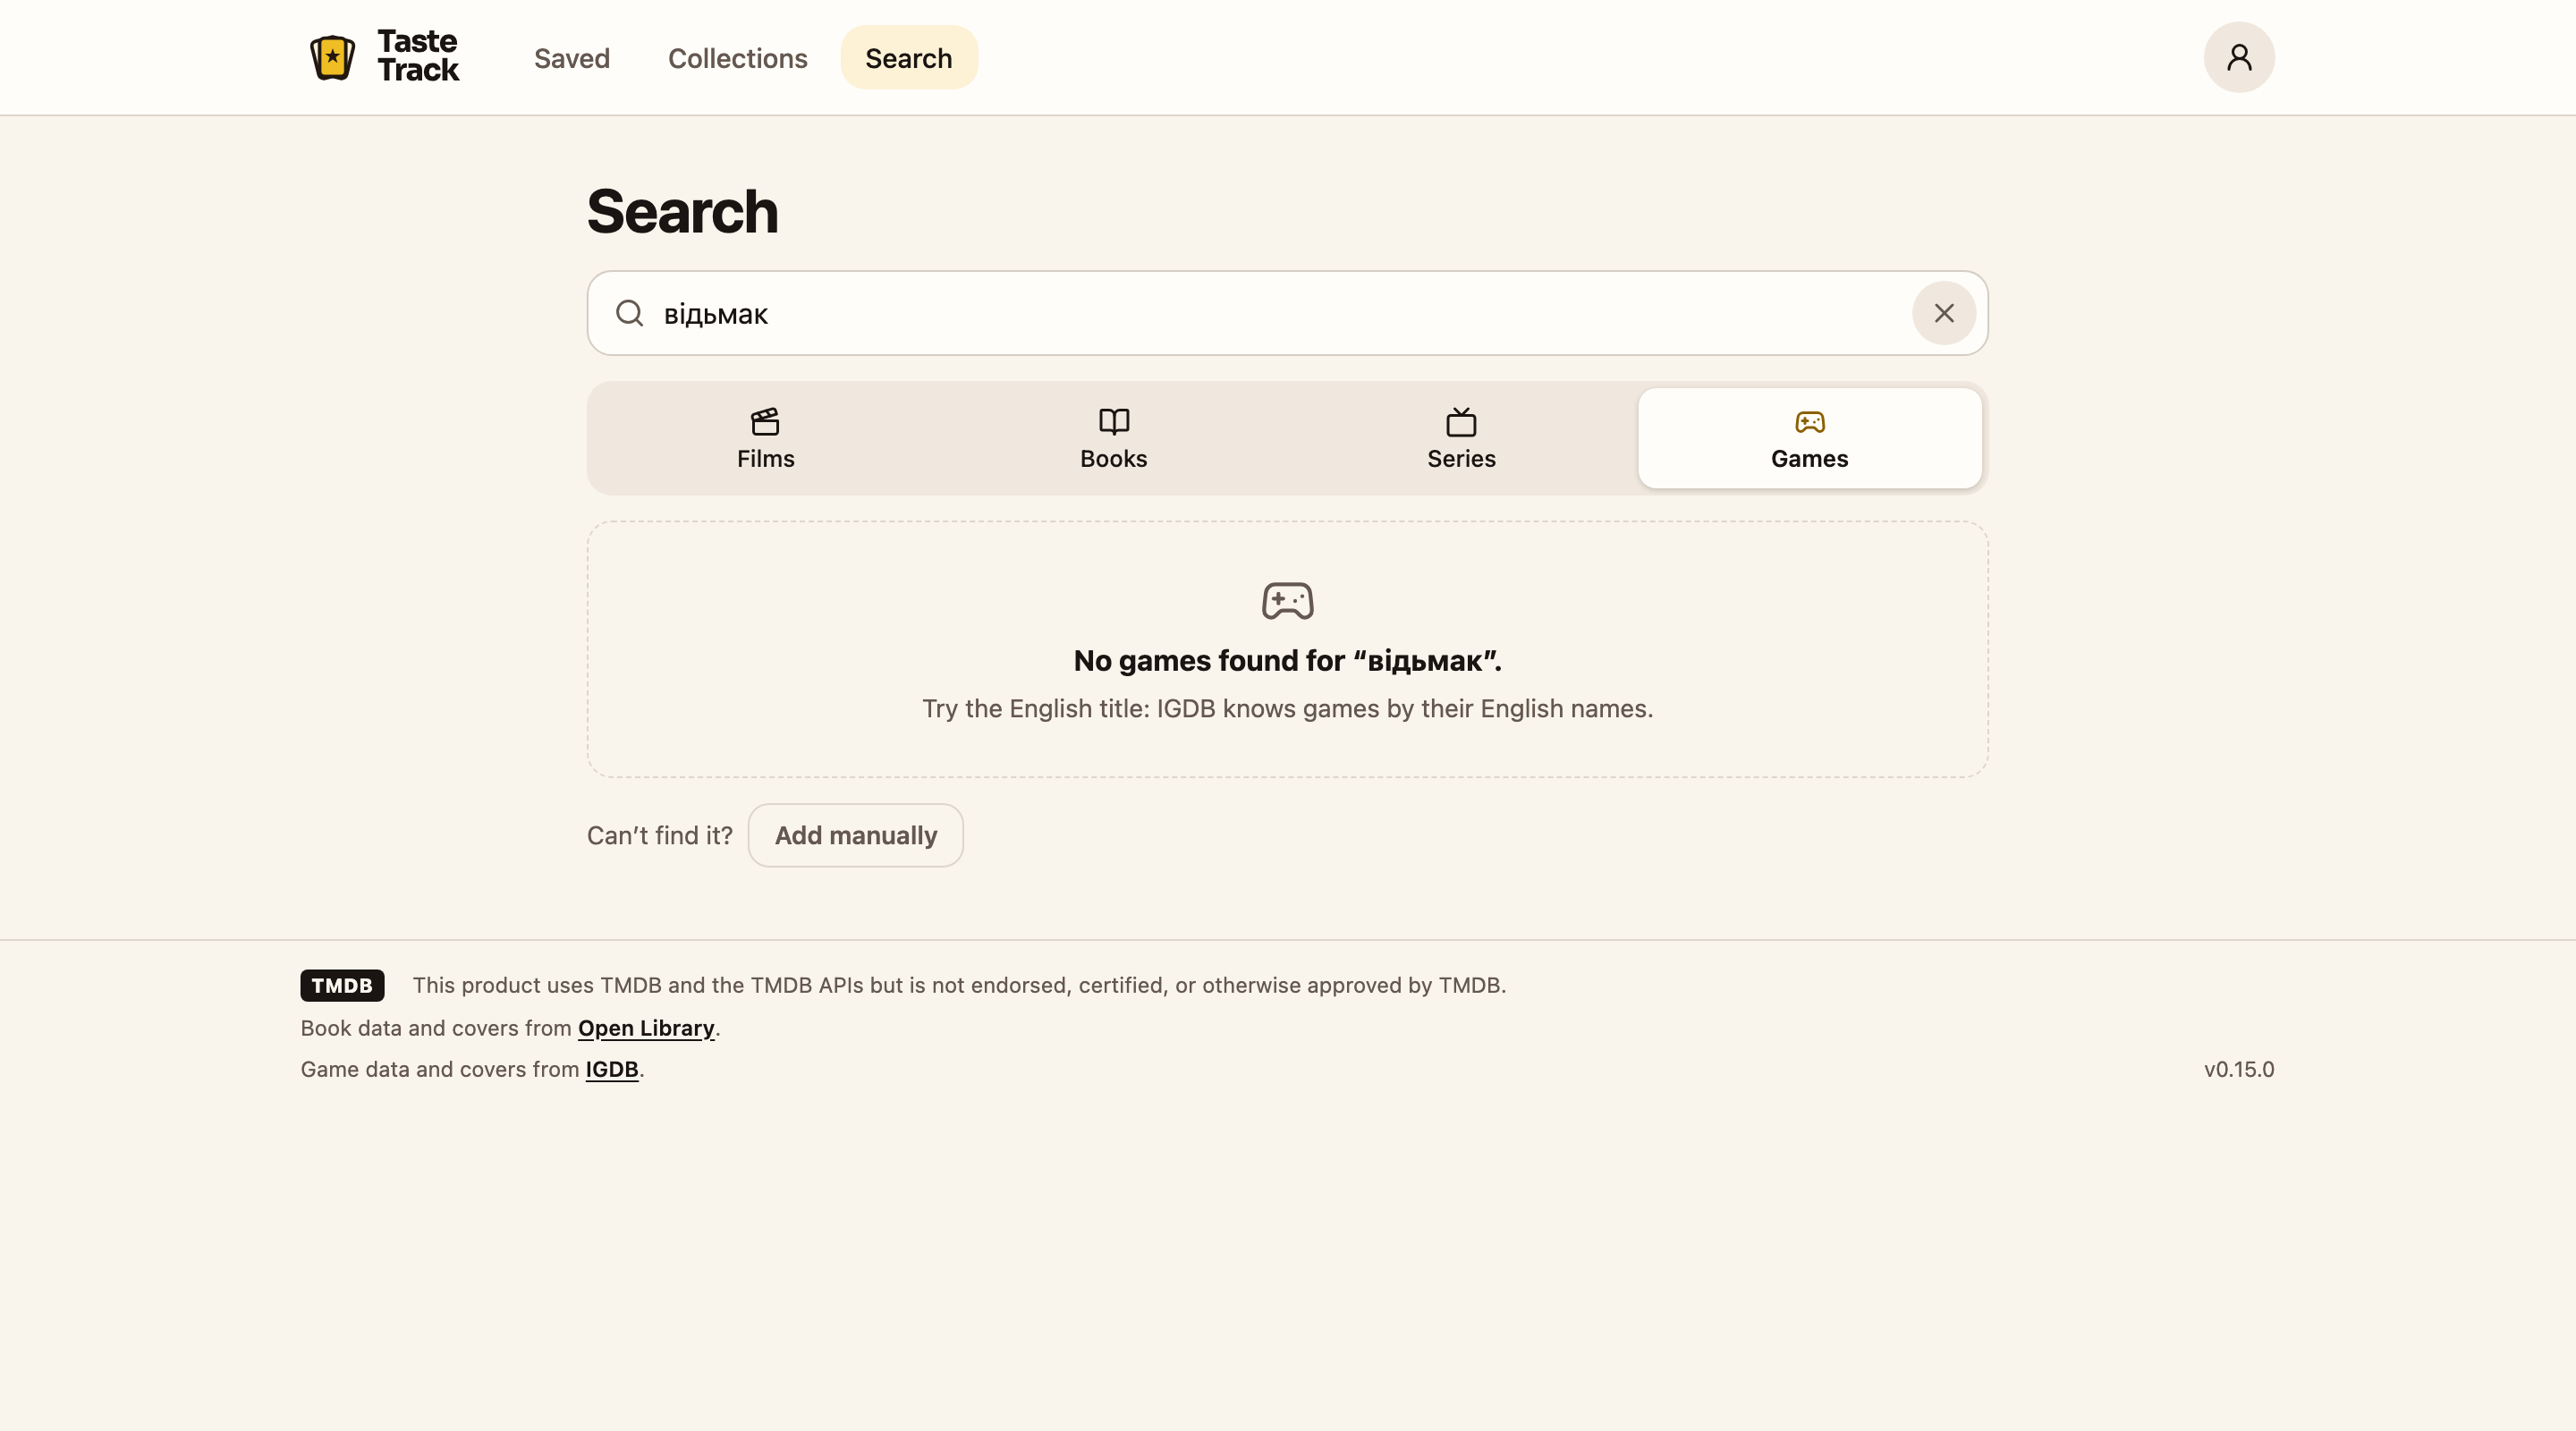 Taste
Track
Saved
Collections
Search
Search
відьмак
Films
Books
Series
Games
No games found for “відьмак”.
Try the English title: IGDB knows games by their English names.
Can’t find it?
Add manually
TMDB
This product uses TMDB and the TMDB APIs but is not endorsed, certified, or otherwise approved by TMDB.
Book data and covers from Open Library.
Game data and covers from IGDB.
v0.15.0